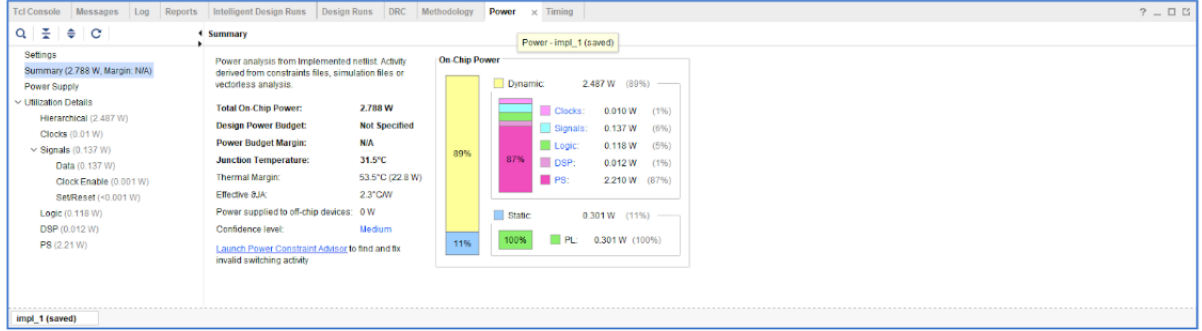 Tcl Console Messages Log Reports Intelligent Design Runs Design Runs DRC Methodology Power × Timing
Summary
Power - impl_1 (saved)
Settings
Summary (2.788 W, Margin: N/A)
Power Supply
Utilization Details
Hierarchical (2.487 W)
Clocks (0.01 W)
Signals (0.137 W)
Data (0.137 W)
Clock Enable (0.001 W)
Set/Reset (<0.001 W)
Logic (0.118 W)
DSP (0.012 W)
PS (2.21 W)
Power analysis from Implemented netlist. Activity
derived from constraints files, simulation files or
vectorless analysis.
Total On-Chip Power: 2.788 W
Design Power Budget: Not Specified
Power Budget Margin: N/A
Junction Temperature: 31.5°C
Thermal Margin: 53.5°C (22.8 W)
Effective ϑJA: 2.3°C/W
Power supplied to off-chip devices: 0 W
Confidence level: Medium
Launch Power Constraint Advisor to find and fix
invalid switching activity
On-Chip Power
89%
11%
Dynamic: 2.487 W (89%)
87%
Clocks: 0.010 W (1%)
Signals: 0.137 W (6%)
Logic: 0.118 W (5%)
DSP: 0.012 W (1%)
PS: 2.210 W (87%)
Static: 0.301 W (11%)
100%
PL: 0.301 W (100%)
impl_1 (saved)